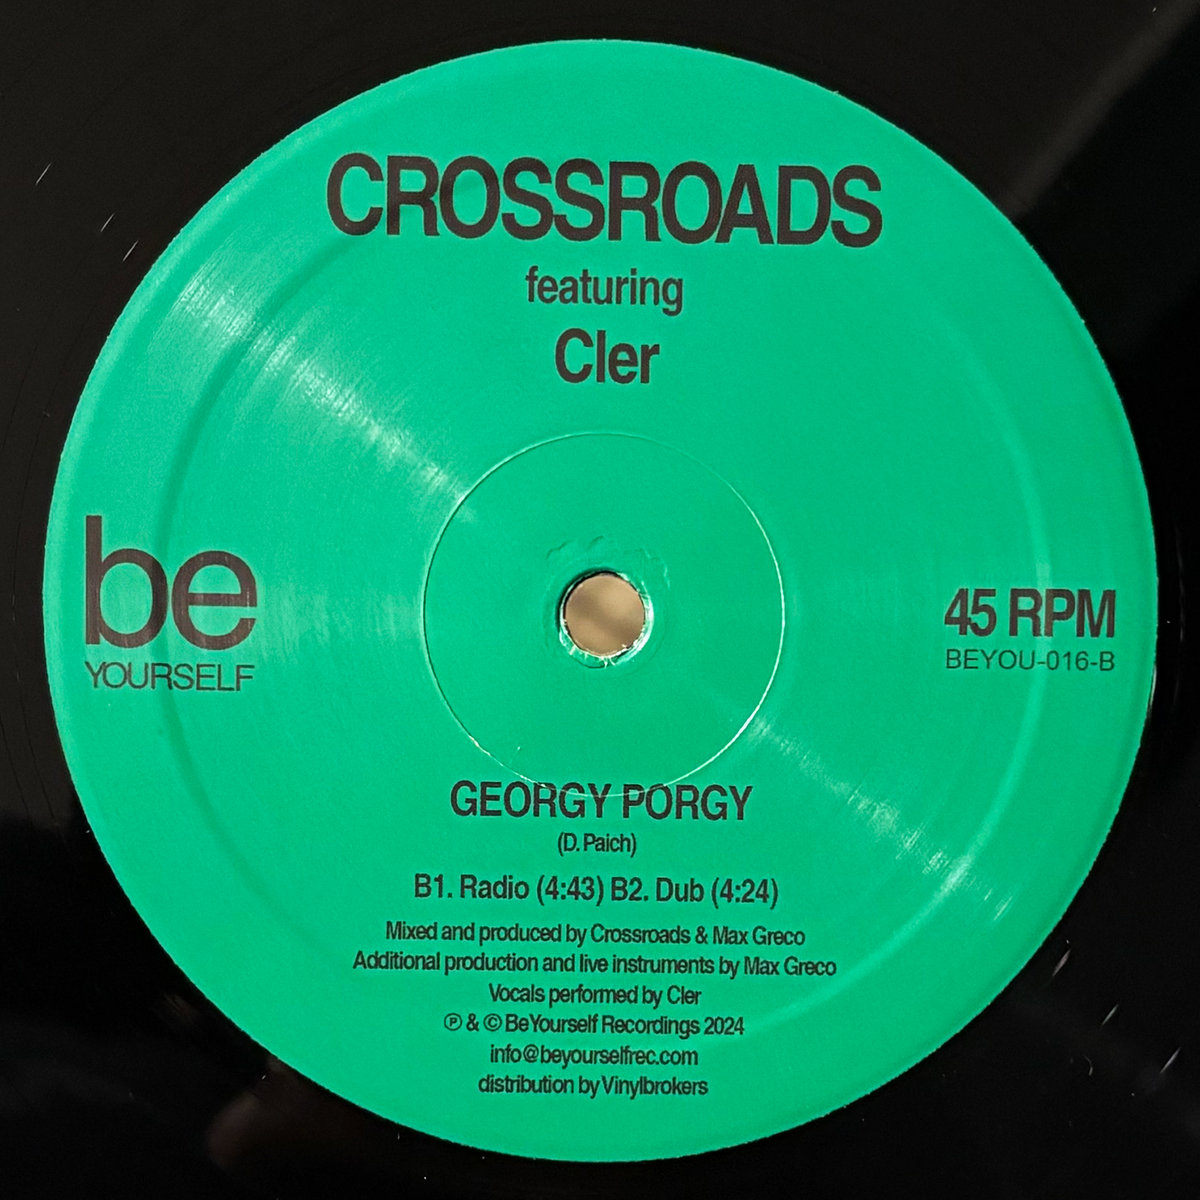 CROSSROADS
featuring
Cler
be
YOURSELF
45 RPM
BEYOU-016-B
GEORGY PORGY
(D. Paich)
B1. Radio (4:43) B2. Dub (4:24)
Mixed and produced by Crossroads & Max Greco
Additional production and live instruments by Max Greco
Vocals performed by Cler
℗ & © BeYourself Recordings 2024
info@beyourselfrec.com
distribution by Vinylbrokers